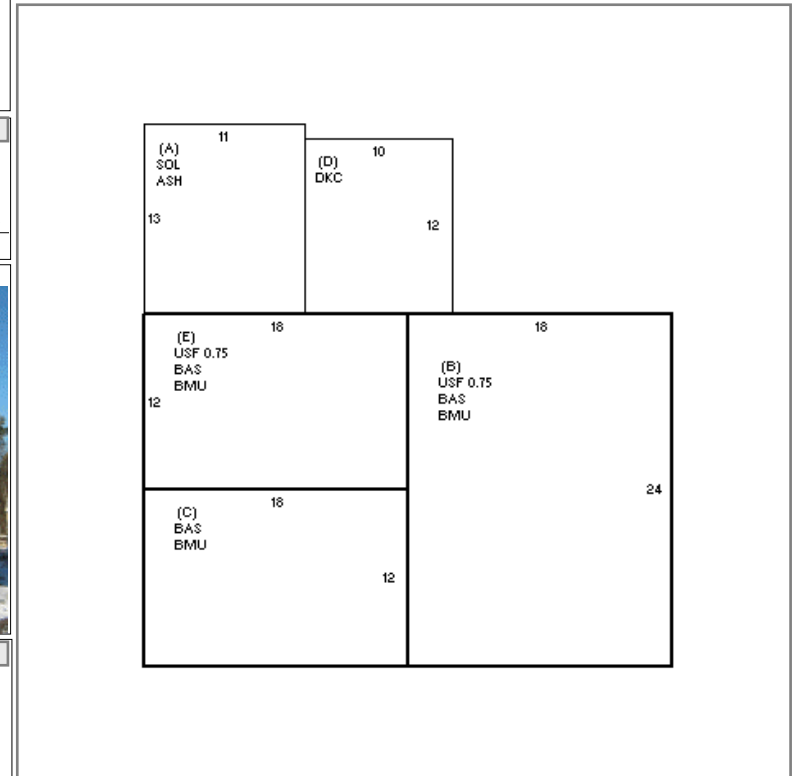 11
(A)
SOL
ASH
13
10
(D)
DKC
12
18
(E)
USF 0.75
BAS
BMU
12
18
(B)
USF 0.75
BAS
BMU
24
18
(C)
BAS
BMU
12